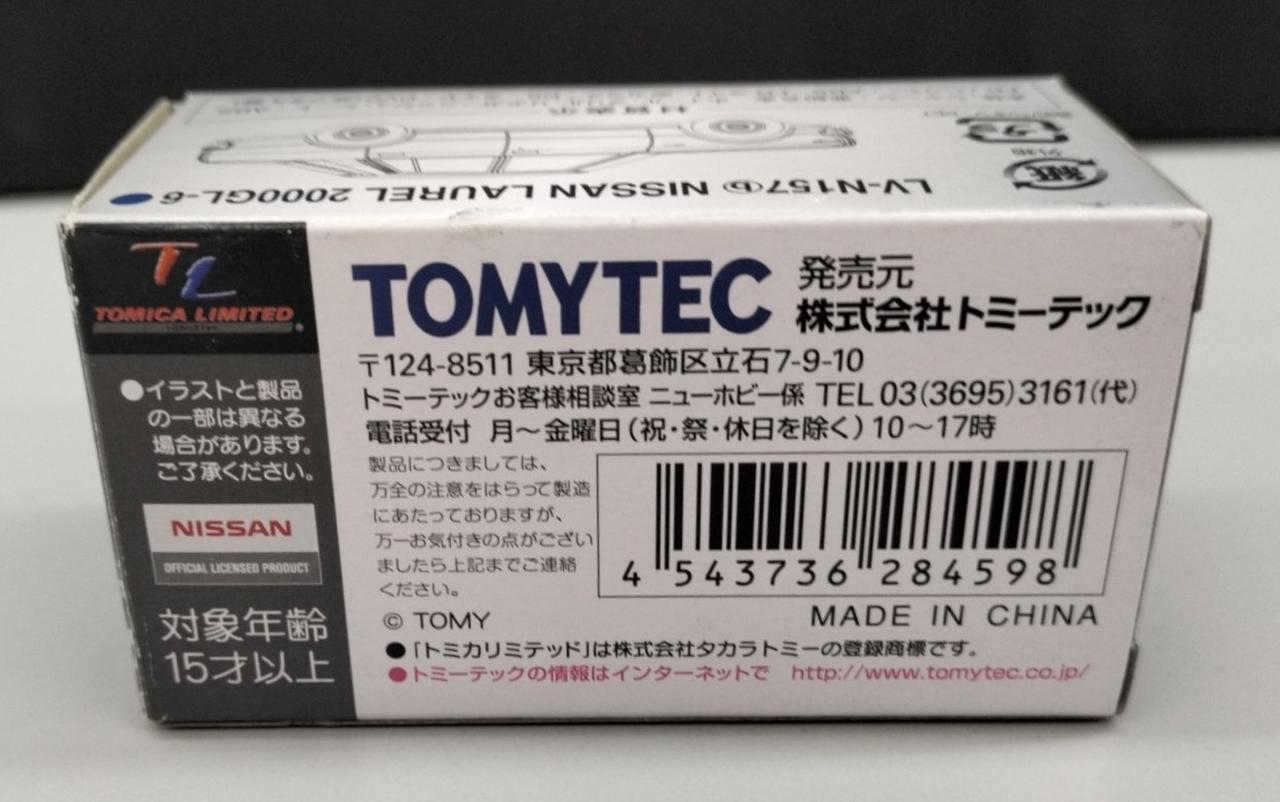 材質表示
紙
外箱
LV-N157ⓑ NISSAN LAUREL 2000GL-6
TL
TOMICA LIMITED
●イラストと製品
の一部は異なる
場合があります。
ご了承ください。
NISSAN
OFFICIAL LICENSED PRODUCT
対象年齢
15才以上
TOMYTEC
発売元
株式会社トミーテック
〒124-8511 東京都葛飾区立石7-9-10
トミーテックお客様相談室 ニューホビー係 TEL 03(3695)3161(代)
電話受付 月～金曜日(祝・祭・休日を除く)10～17時
製品につきましては、
万全の注意をはらって製造
にあたっておりますが、
万一お気付きの点がござい
ましたら上記までご連絡
ください。
4 543736 284598
© TOMY
MADE IN CHINA
●「トミカリミテッド」は株式会社タカラトミーの登録商標です。
●トミーテックの情報はインターネットで http://www.tomytec.co.jp/